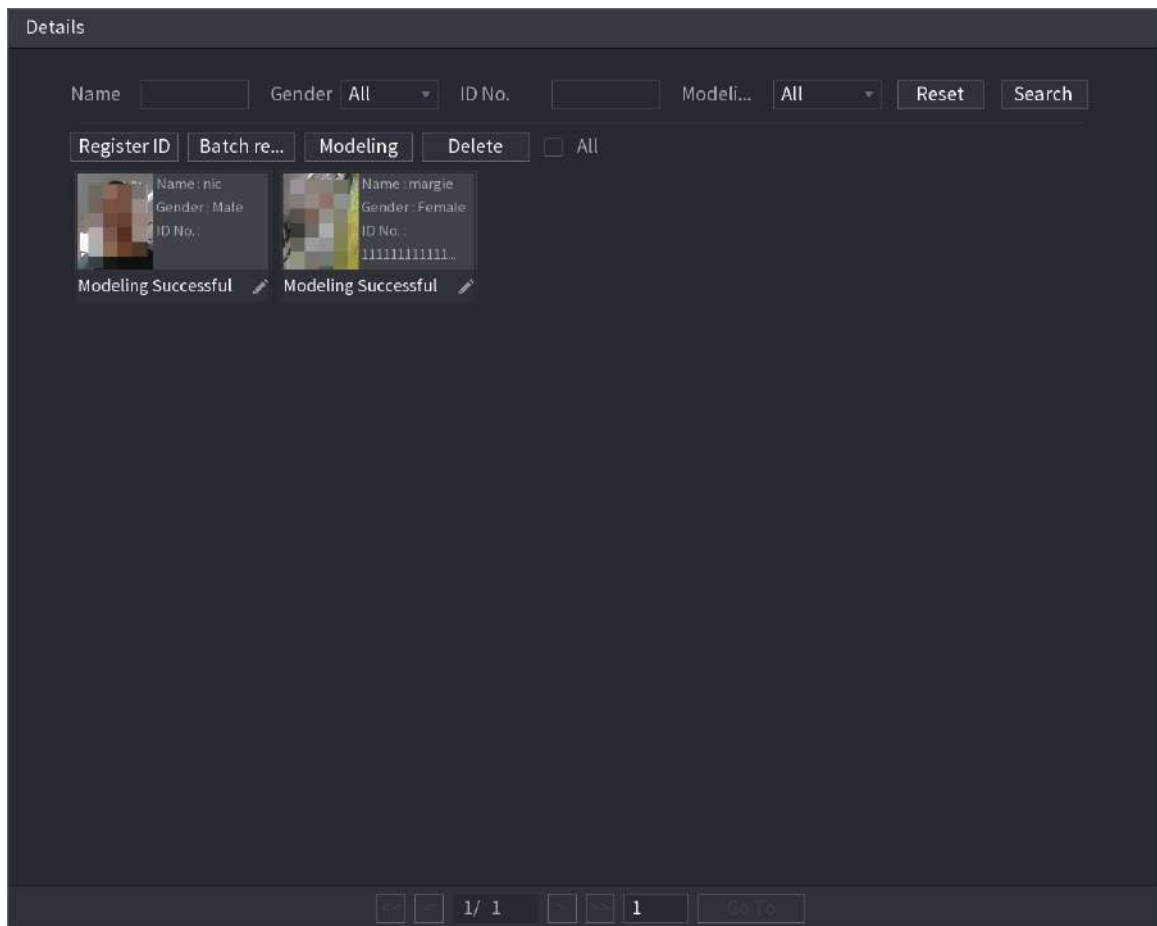 Details
Name Gender All ID No. Modeli... All Reset Search
Register ID Batch re... Modeling Delete All
Name : nic
Gender : Male
ID No. :
Modeling Successful
Name : margie
Gender : Female
ID No. :
111111111111...
Modeling Successful
<< < 1/ 1 > >> 1 Go To